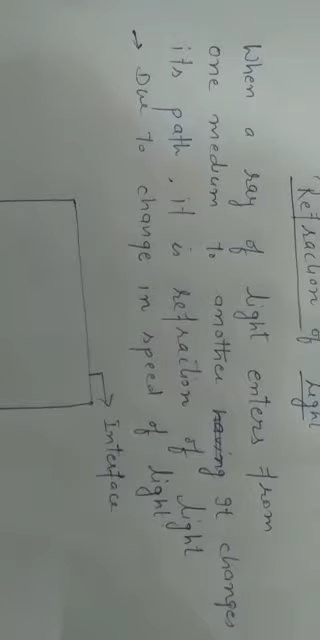 Refraction of light
When a ray of light enters from
one medium to another having It changes
its path, it is refraction of light
→ Due to change in speed of light
Interface